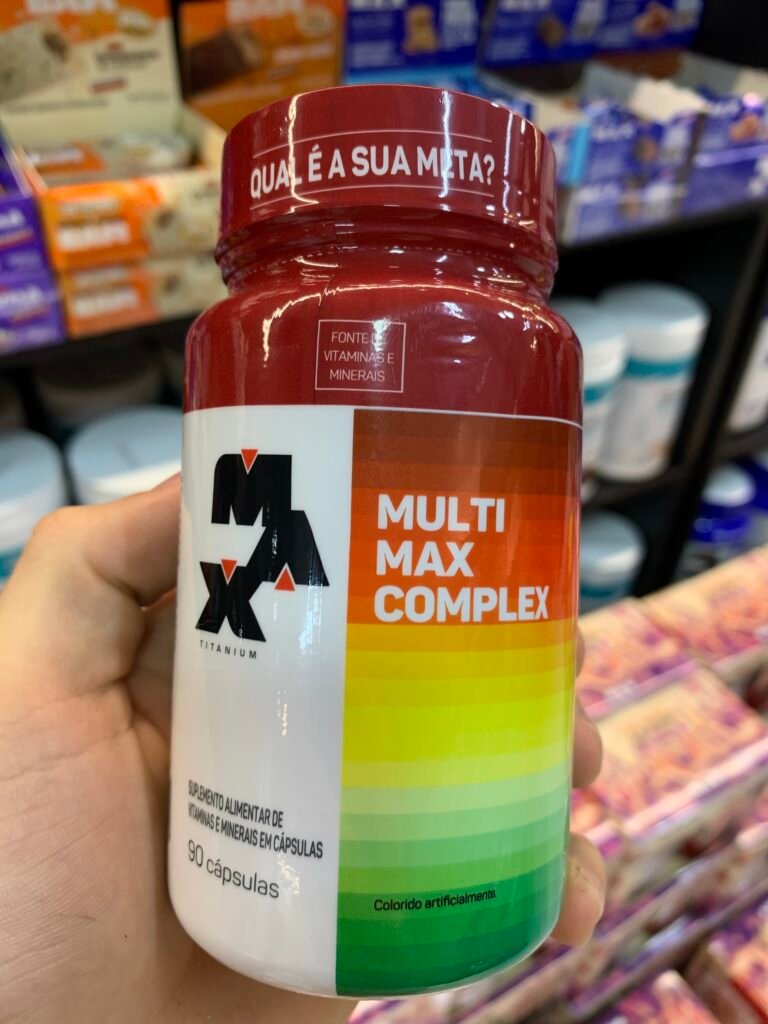 QUAL É A SUA META?
FONTE DE
VITAMINAS E
MINERAIS
MAX
TITANIUM
MULTI
MAX
COMPLEX
SUPLEMENTO ALIMENTAR DE
VITAMINAS E MINERAIS EM CÁPSULAS
90 cápsulas
Colorido artificialmente.